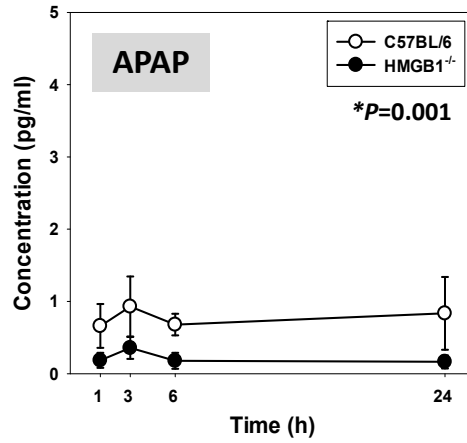 APAP
C57BL/6
HMGB1-/-
*P=0.001
Concentration (pg/ml)
5
4
3
2
1
0
1 3 6 24
Time (h)